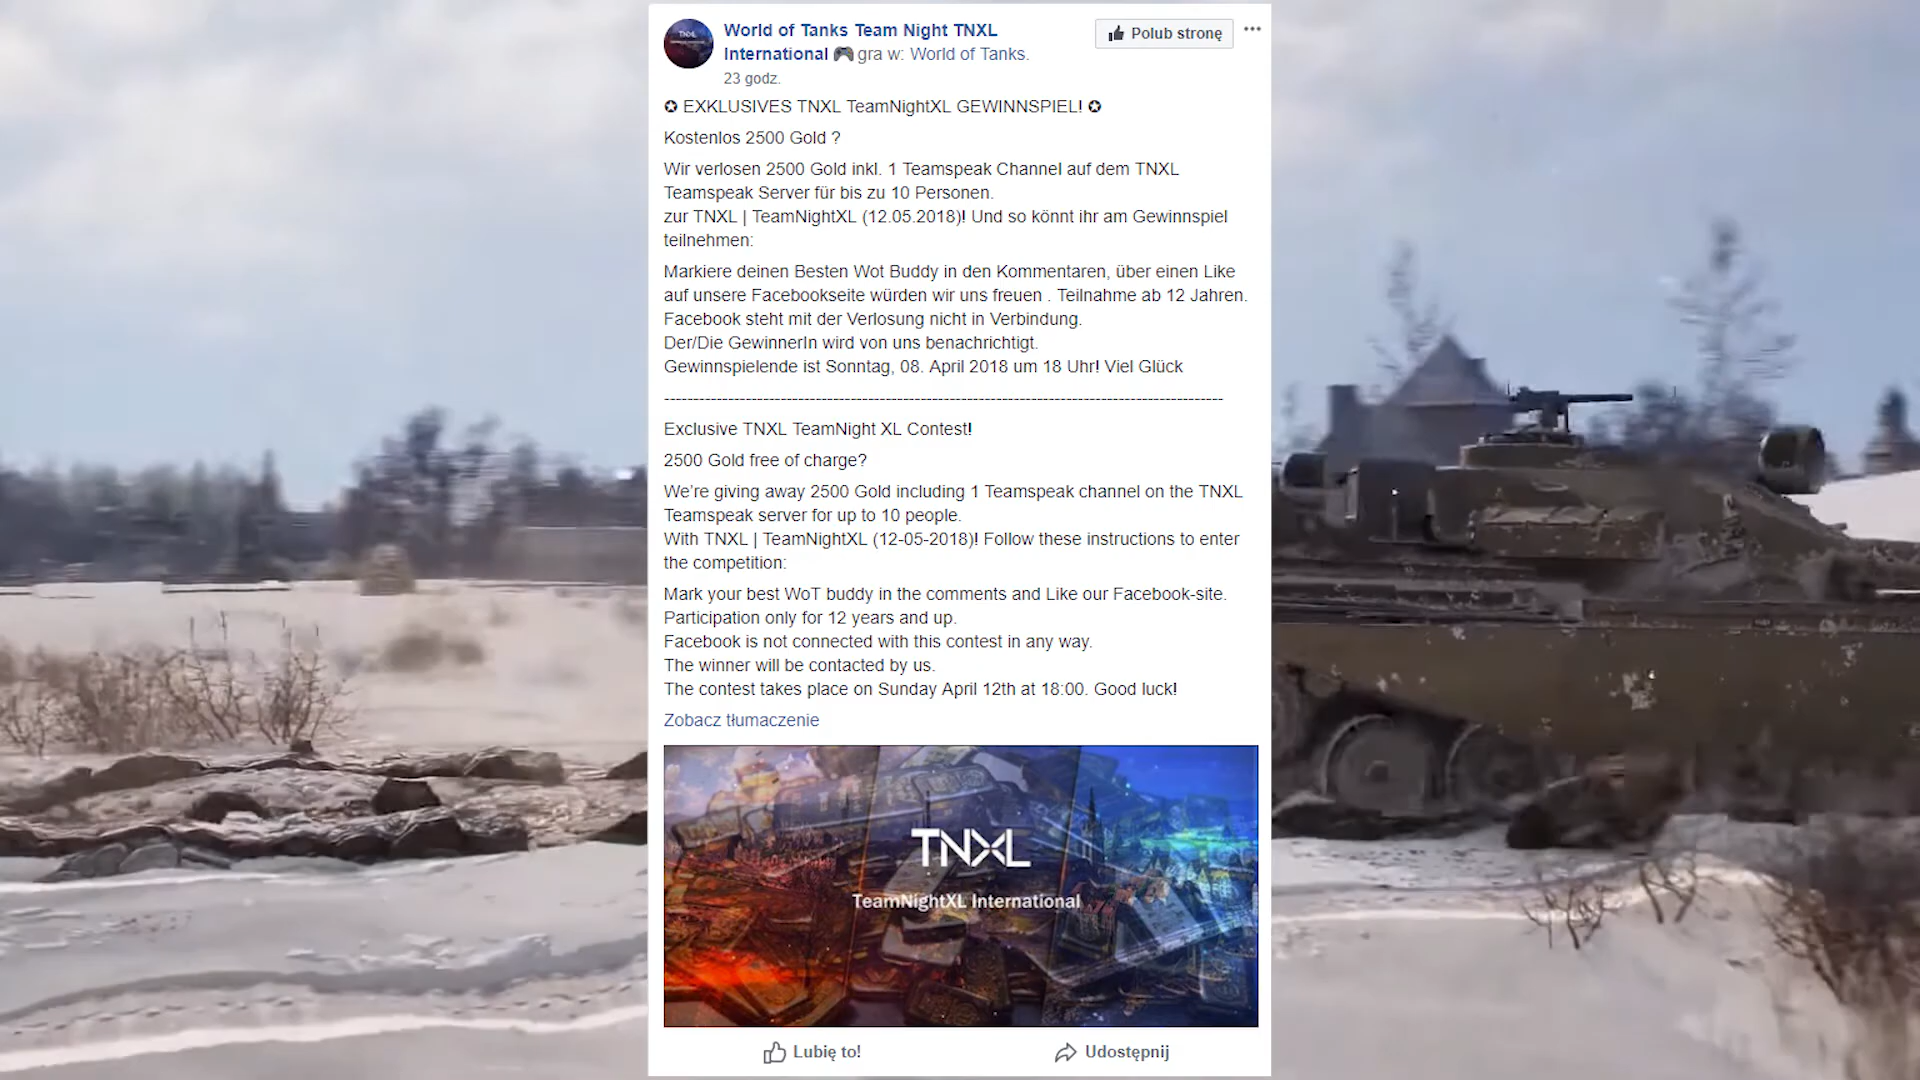 World of Tanks Team Night TNXL
International 🎮 gra w: World of Tanks.
Polub stronę
23 godz.
✪ EXKLUSIVES TNXL TeamNightXL GEWINNSPIEL! ✪
Kostenlos 2500 Gold ?
Wir verlosen 2500 Gold inkl. 1 Teamspeak Channel auf dem TNXL
Teamspeak Server für bis zu 10 Personen.
zur TNXL | TeamNightXL (12.05.2018)! Und so könnt ihr am Gewinnspiel
teilnehmen:
Markiere deinen Besten Wot Buddy in den Kommentaren, über einen Like
auf unsere Facebookseite würden wir uns freuen . Teilnahme ab 12 Jahren.
Facebook steht mit der Verlosung nicht in Verbindung.
Der/Die GewinnerIn wird von uns benachrichtigt.
Gewinnspielende ist Sonntag, 08. April 2018 um 18 Uhr! Viel Glück
-----------------------------------------------------------------------------------------------------
Exclusive TNXL TeamNight XL Contest!
2500 Gold free of charge?
We're giving away 2500 Gold including 1 Teamspeak channel on the TNXL
Teamspeak server for up to 10 people.
With TNXL | TeamNightXL (12-05-2018)! Follow these instructions to enter
the competition:
Mark your best WoT buddy in the comments and Like our Facebook-site.
Participation only for 12 years and up.
Facebook is not connected with this contest in any way.
The winner will be contacted by us.
The contest takes place on Sunday April 12th at 18:00. Good luck!
Zobacz tłumaczenie
TNXL
TeamNightXL International
Lubię to!
Udostępnij